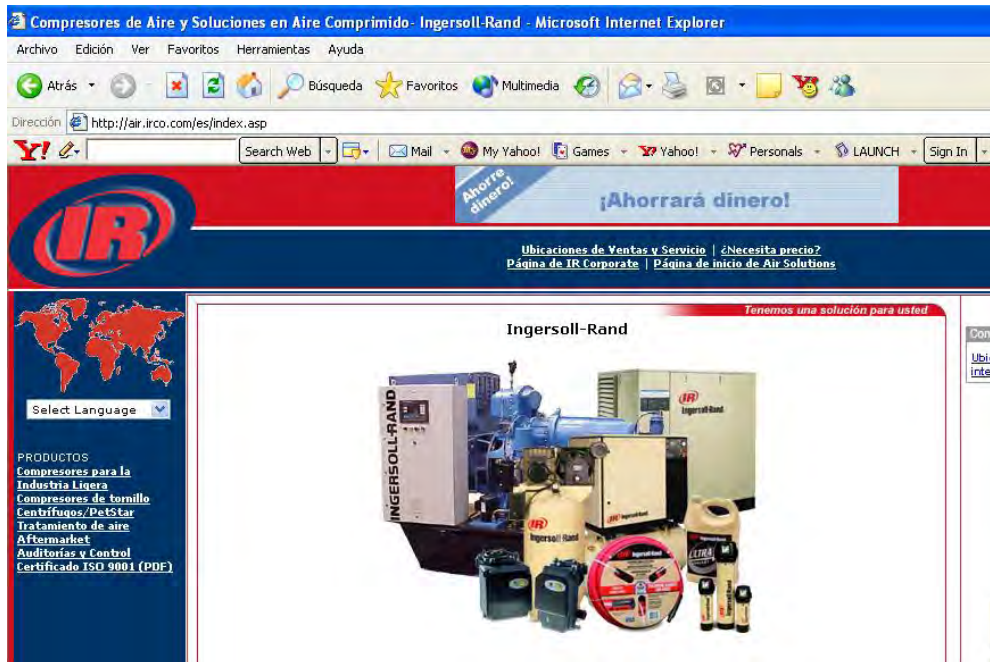 Compresores de Aire y Soluciones en Aire Comprimido- Ingersoll-Rand - Microsoft Internet Explorer
Archivo Edición Ver Favoritos Herramientas Ayuda
Atrás Búsqueda Favoritos Multimedia
Dirección http://air.irco.com/es/index.asp
Y! Search Web Mail My Yahoo! Games Yahoo! Personals LAUNCH Sign In
Ahorre dinero!
¡Ahorrará dinero!
IR
Ubicaciones de Ventas y Servicio | ¿Necesita precio?
Página de IR Corporate | Página de inicio de Air Solutions
Tenemos una solución para usted
Ingersoll-Rand
Con
Ubi
inte
Select Language
PRODUCTOS
Compresores para la
Industria Ligera
Compresores de tornillo
Centrífugos/PetStar
Tratamiento de aire
Aftermarket
Auditorías y Control
Certificado ISO 9001 (PDF)
INGERSOLL-RAND
IR
Ingersoll-Rand
IR
Ingersoll-Rand
ULTRA